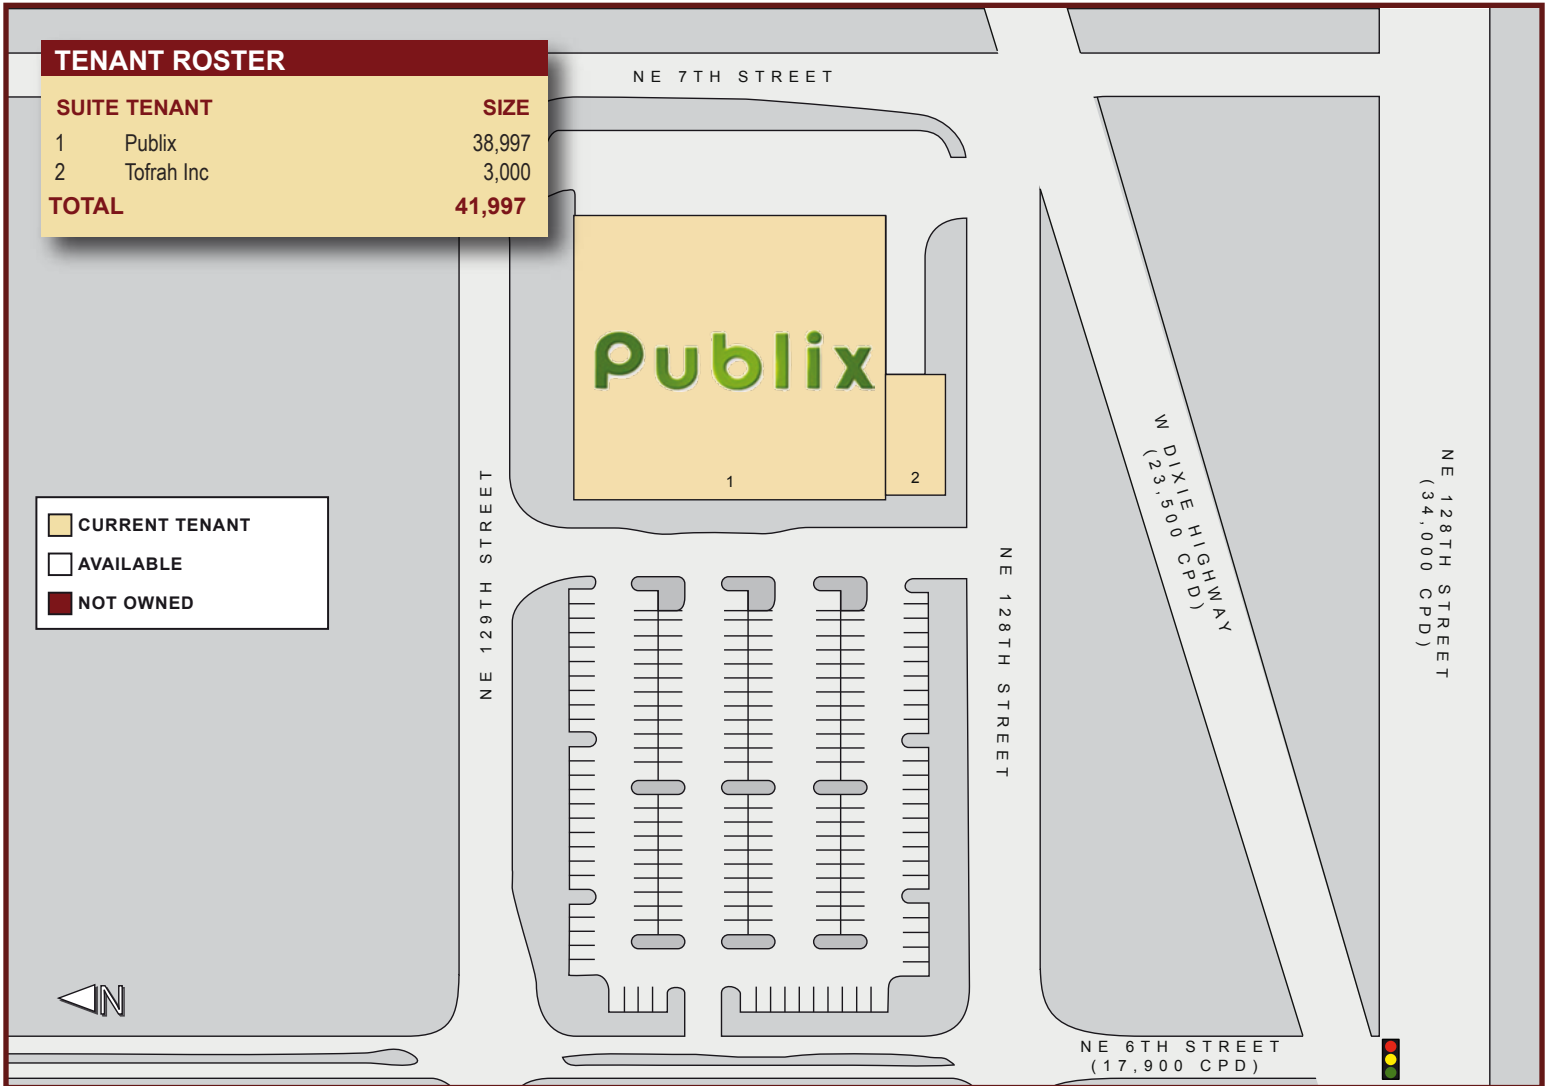 TENANT ROSTER
SUITE TENANT SIZE
1 Publix 38,997
2 Tofrah Inc 3,000
TOTAL 41,997
NE 7TH STREET
Publix
1
2
CURRENT TENANT
AVAILABLE
NOT OWNED
NE 129TH STREET
NE 128TH STREET
W DIXIE HIGHWAY
(23,500 CPD)
NE 128TH STREET
(34,000 CPD)
N
NE 6TH STREET
(17,900 CPD)